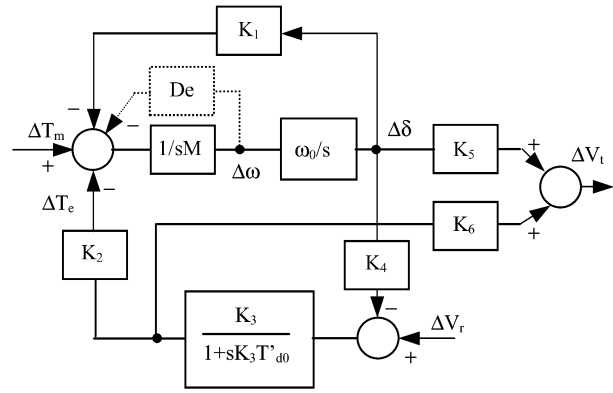 K₁
−
De
ΔTₘ
+
−
1/sM
ω₀/s
Δδ
K₅
+
ΔVₜ
Δω
−
ΔTₑ
K₂
K₆
+
K₄
K₃
1+sK₃T'd0
−
ΔVᵣ
+